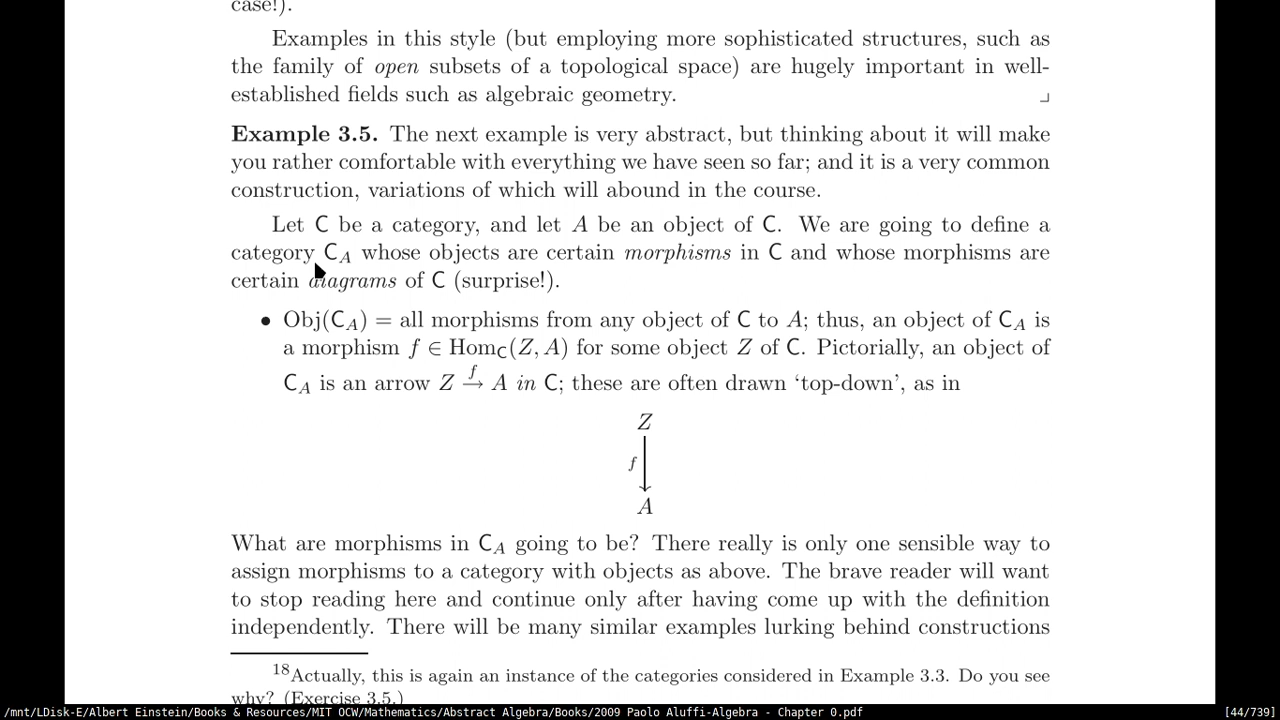 case!).
Examples in this style (but employing more sophisticated structures, such as
the family of open subsets of a topological space) are hugely important in well-
established fields such as algebraic geometry. ⌟
Example 3.5. The next example is very abstract, but thinking about it will make
you rather comfortable with everything we have seen so far; and it is a very common
construction, variations of which will abound in the course.
Let C be a category, and let A be an object of C. We are going to define a
category C_A whose objects are certain morphisms in C and whose morphisms are
certain diagrams of C (surprise!).
• Obj(C_A) = all morphisms from any object of C to A; thus, an object of C_A is
a morphism f ∈ Hom_C(Z, A) for some object Z of C. Pictorially, an object of
C_A is an arrow Z →^f A in C; these are often drawn ‘top-down’, as in
Z
f
A
What are morphisms in C_A going to be? There really is only one sensible way to
assign morphisms to a category with objects as above. The brave reader will want
to stop reading here and continue only after having come up with the definition
independently. There will be many similar examples lurking behind constructions
18 Actually, this is again an instance of the categories considered in Example 3.3. Do you see
why? (Exercise 3.5.)
/mnt/LDisk-E/Albert Einstein/Books & Resources/MIT OCW/Mathematics/Abstract Algebra/Books/2009 Paolo Aluffi-Algebra - Chapter 0.pdf [44/739]